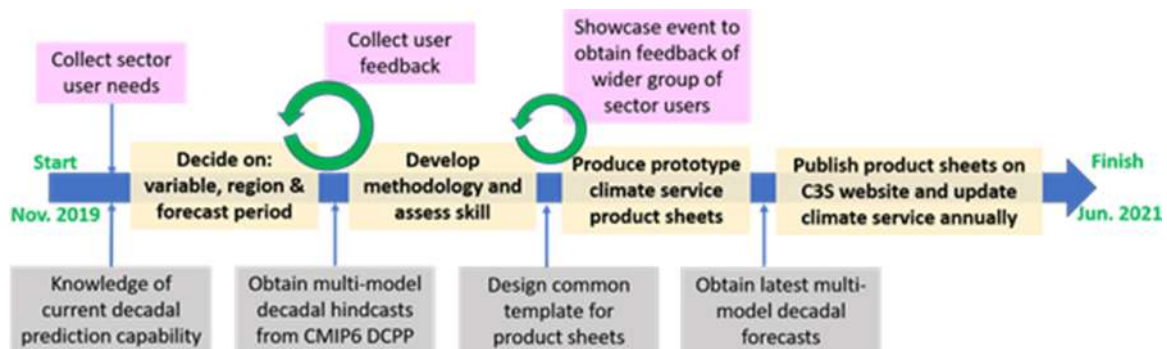 Collect sector
user needs
Collect user
feedback
Showcase event to
obtain feedback of
wider group of
sector users
Start
Nov. 2019
Decide on:
variable, region &
forecast period
Develop
methodology and
assess skill
Produce prototype
climate service
product sheets
Publish product sheets on
C3S website and update
climate service annually
Finish
Jun. 2021
Knowledge of
current decadal
prediction capability
Obtain multi-model
decadal hindcasts
from CMIP6 DCPP
Design common
template for
product sheets
Obtain latest multi-
model decadal
forecasts